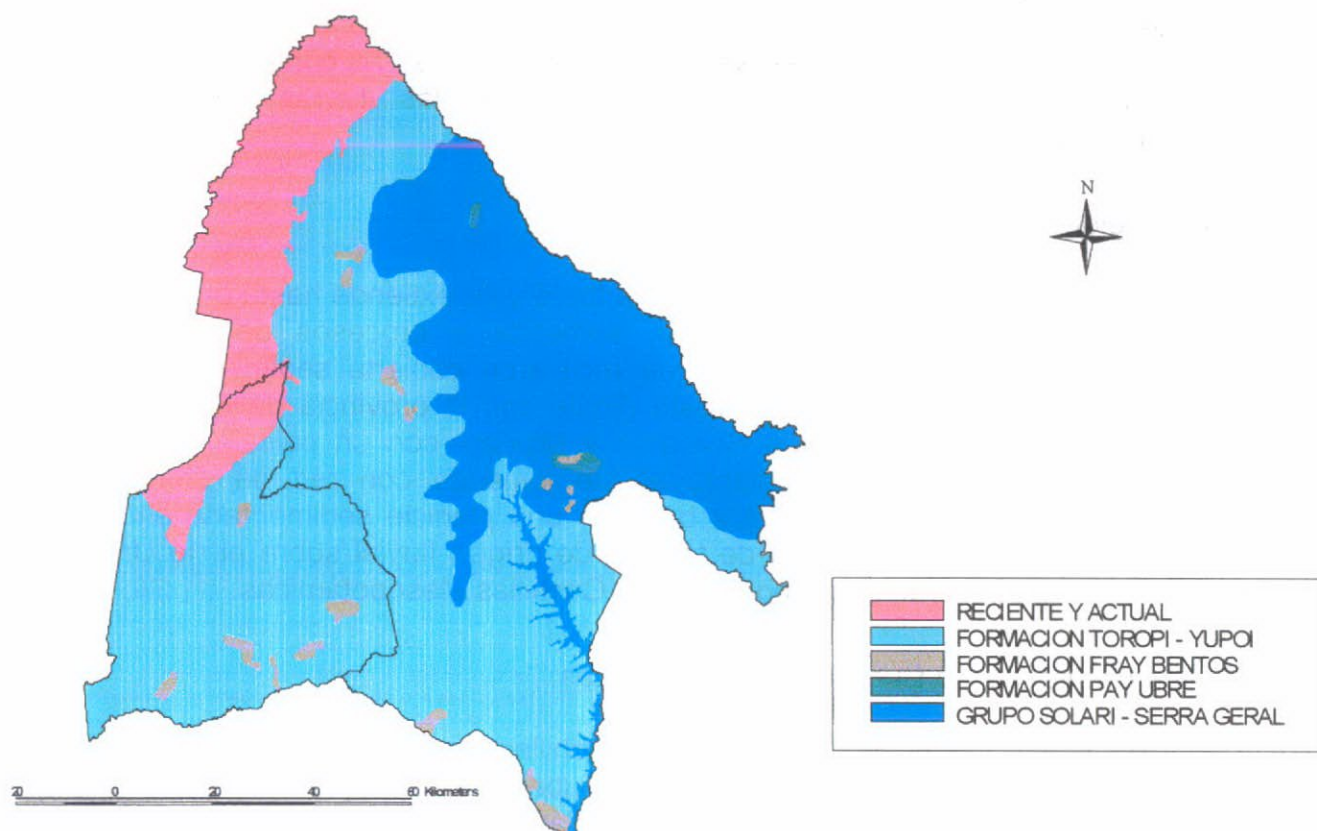 N
RECIENTE Y ACTUAL
FORMACION TOROPI - YUPOI
FORMACION FRAY BENTOS
FORMACION PAY UBRE
GRUPO SOLARI - SERRA GERAL
20 0 20 40 60 Kilometers